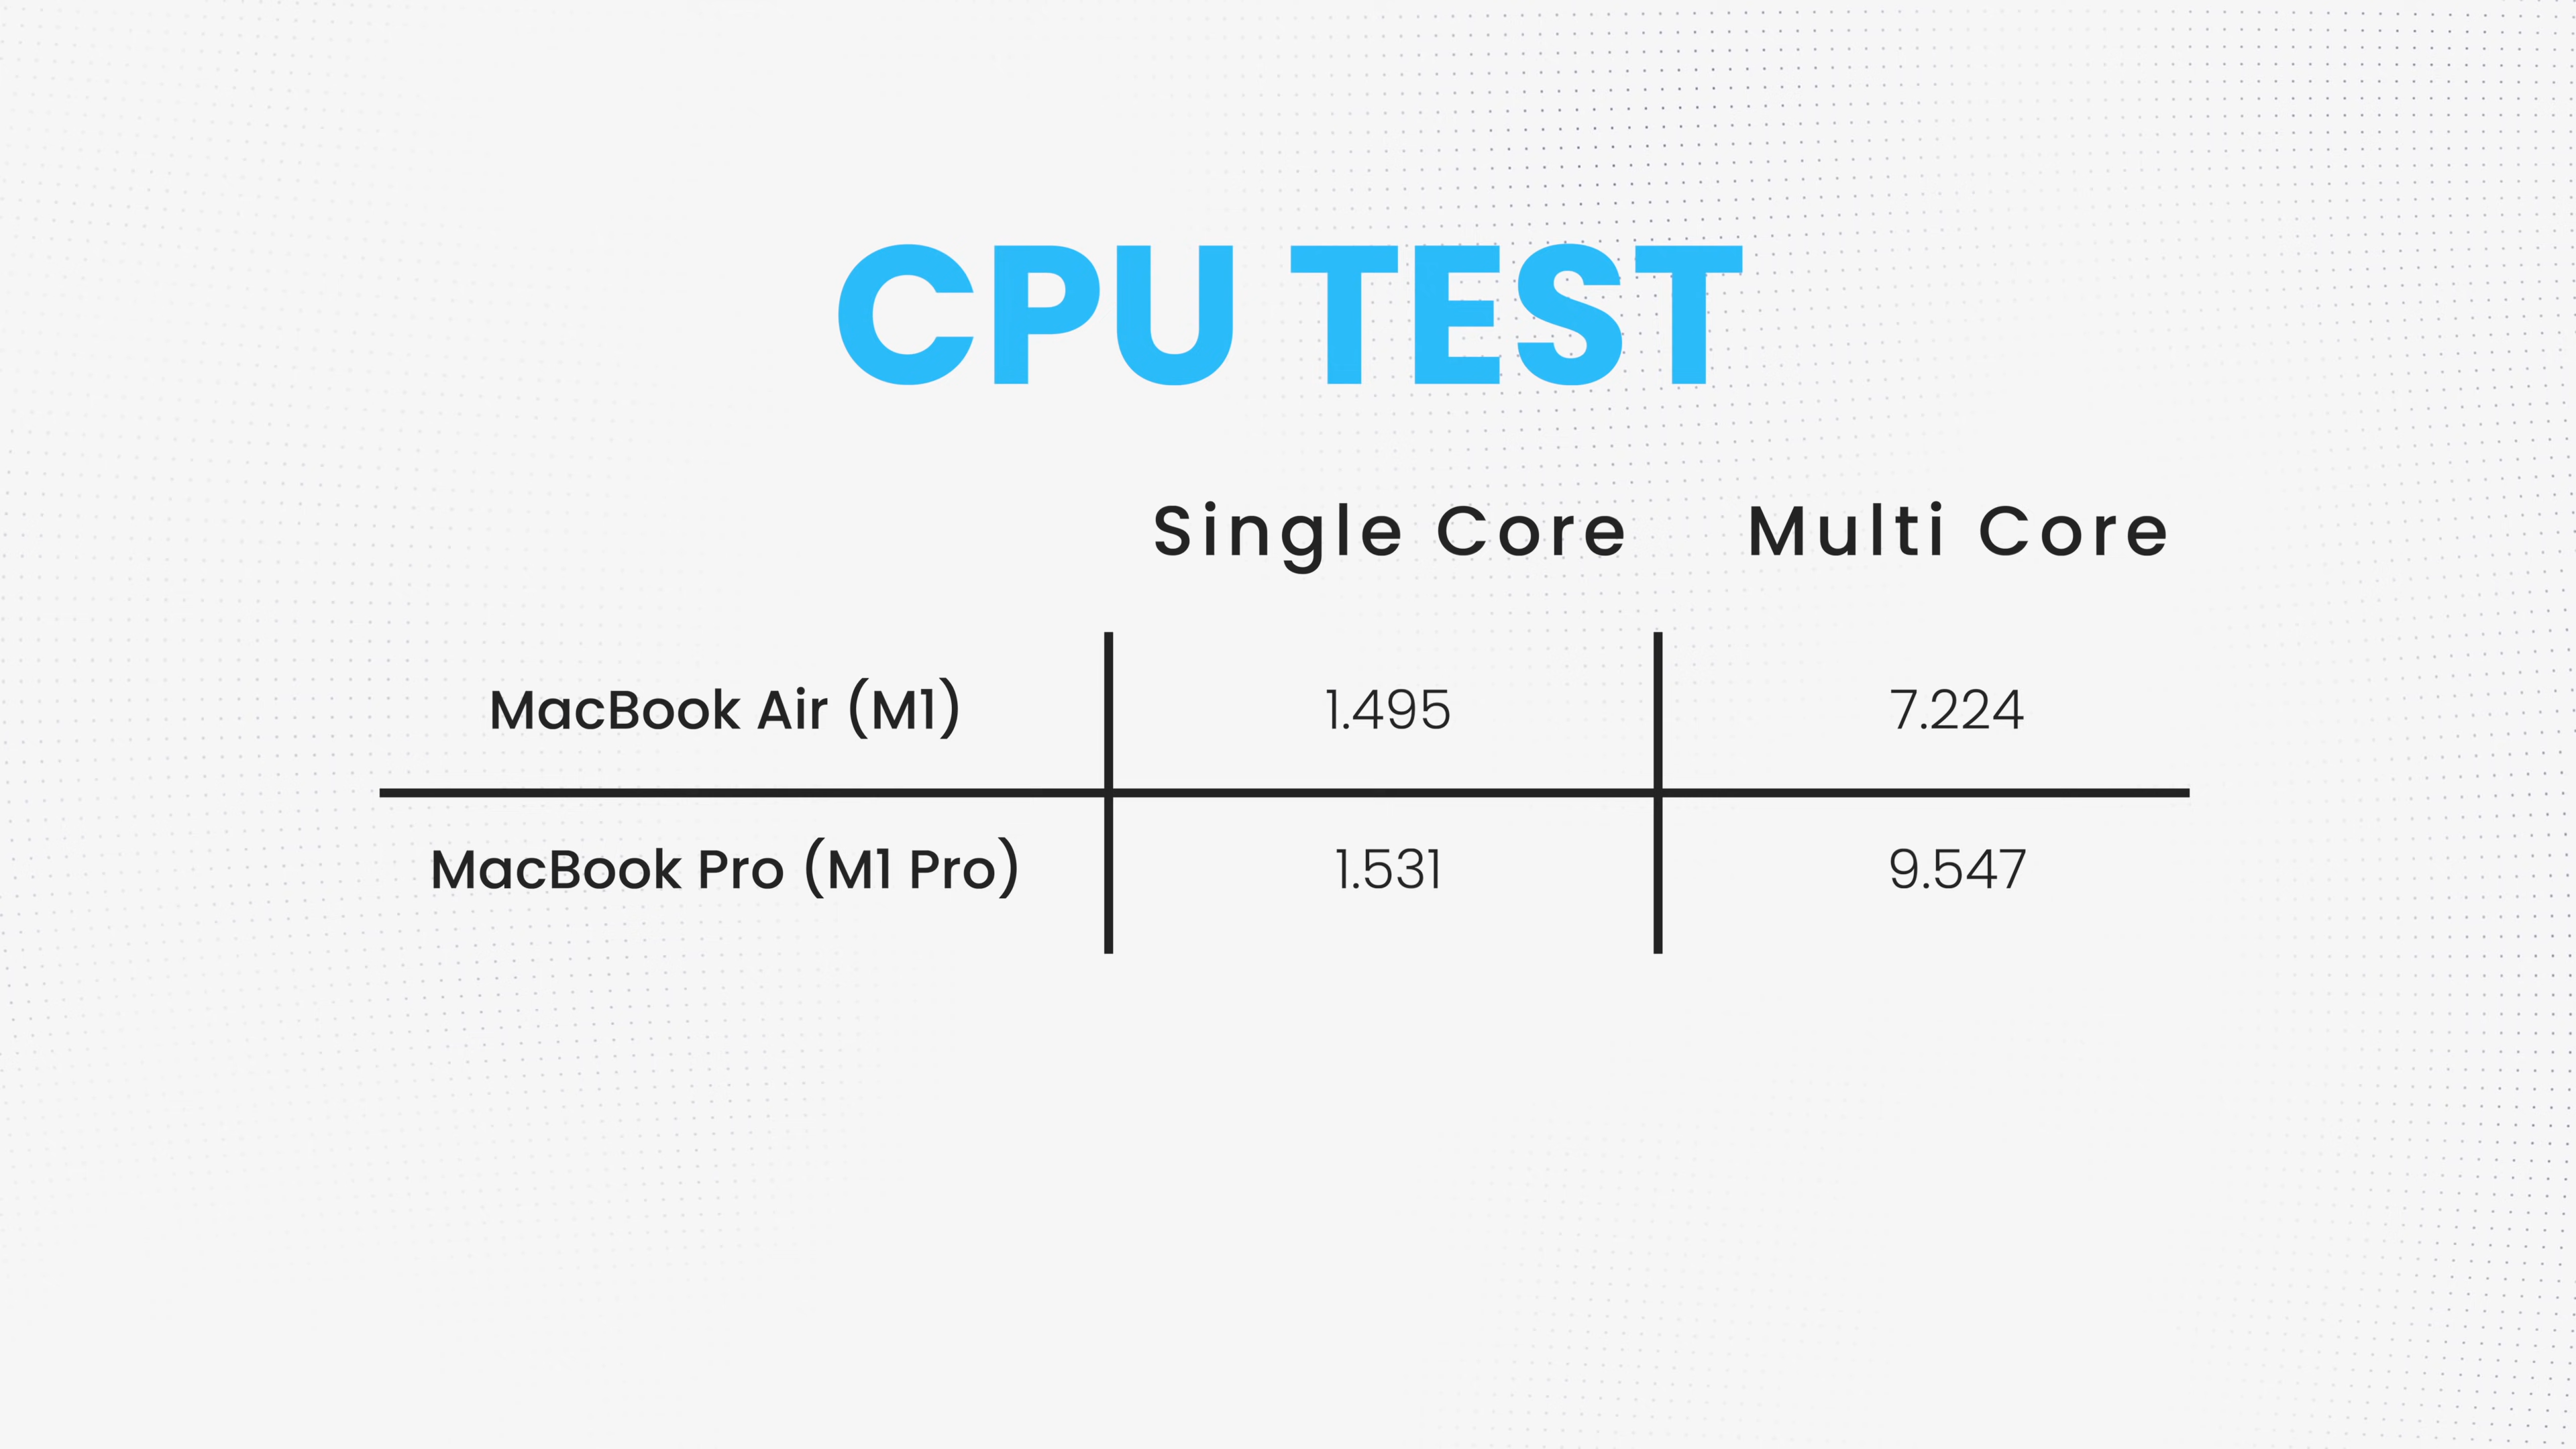 CPU TEST
Single Core Multi Core
MacBook Air (M1) 1.495 7.224
MacBook Pro (M1 Pro) 1.531 9.547